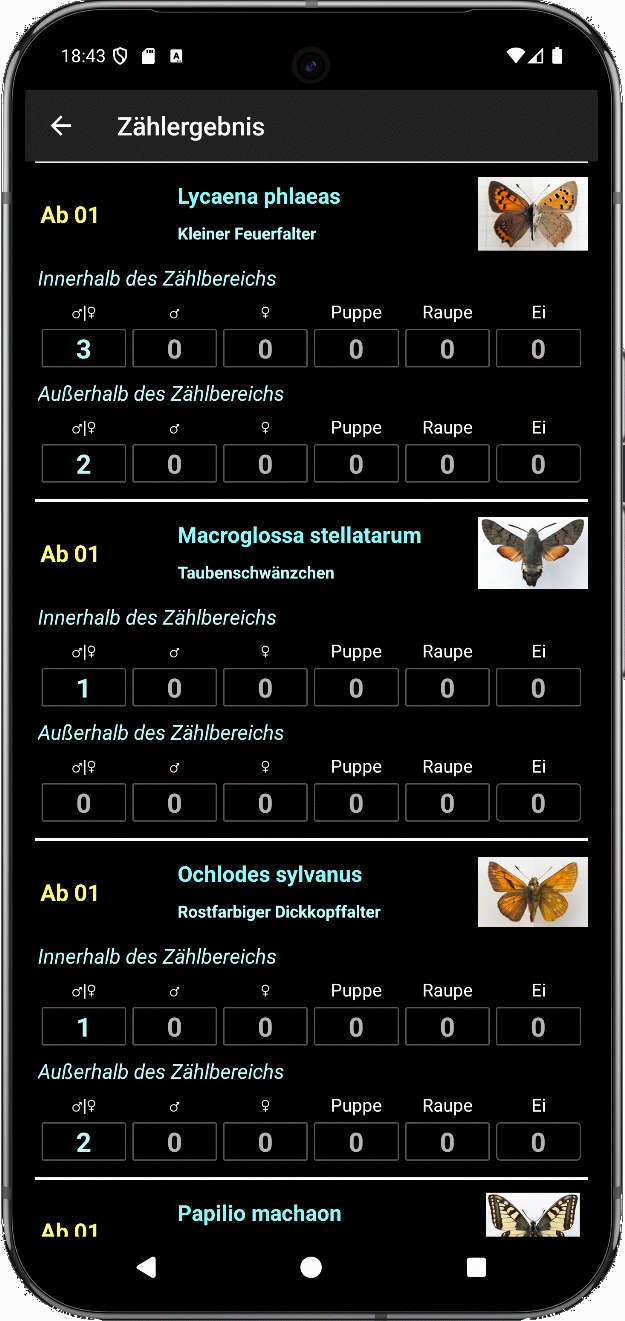 18:43
Zählergebnis
Ab 01
Lycaena phlaeas
Kleiner Feuerfalter
Innerhalb des Zählbereichs
♂|♀ ♂ ♀ Puppe Raupe Ei
3 0 0 0 0 0
Außerhalb des Zählbereichs
♂|♀ ♂ ♀ Puppe Raupe Ei
2 0 0 0 0 0
Ab 01
Macroglossa stellatarum
Taubenschwänzchen
Innerhalb des Zählbereichs
♂|♀ ♂ ♀ Puppe Raupe Ei
1 0 0 0 0 0
Außerhalb des Zählbereichs
♂|♀ ♂ ♀ Puppe Raupe Ei
0 0 0 0 0 0
Ab 01
Ochlodes sylvanus
Rostfarbiger Dickkopffalter
Innerhalb des Zählbereichs
♂|♀ ♂ ♀ Puppe Raupe Ei
1 0 0 0 0 0
Außerhalb des Zählbereichs
♂|♀ ♂ ♀ Puppe Raupe Ei
2 0 0 0 0 0
Papilio machaon
Ab 01